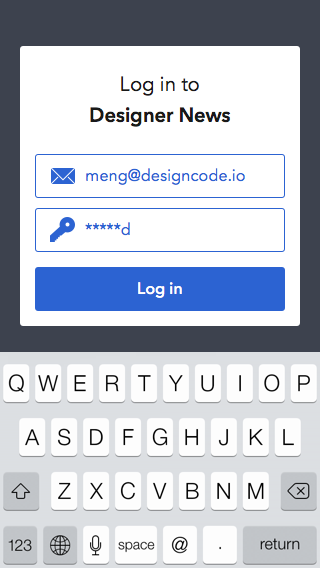 Log in to
Designer News
meng@designcode.io
*****d
Log in
Q W E R T Y U I O P
A S D F G H J K L
Z X C V B N M
123 space @ . return